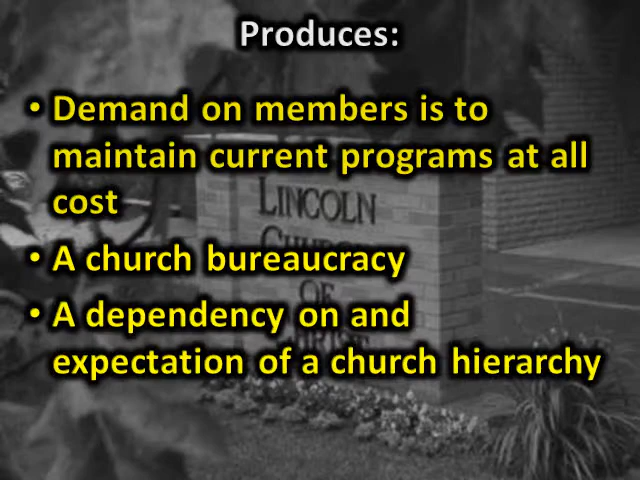 Produces:
• Demand on members is to
maintain current programs at all
cost
LINCOLN
• A church bureaucracy
• A dependency on and
OF
expectation of a church hierarchy